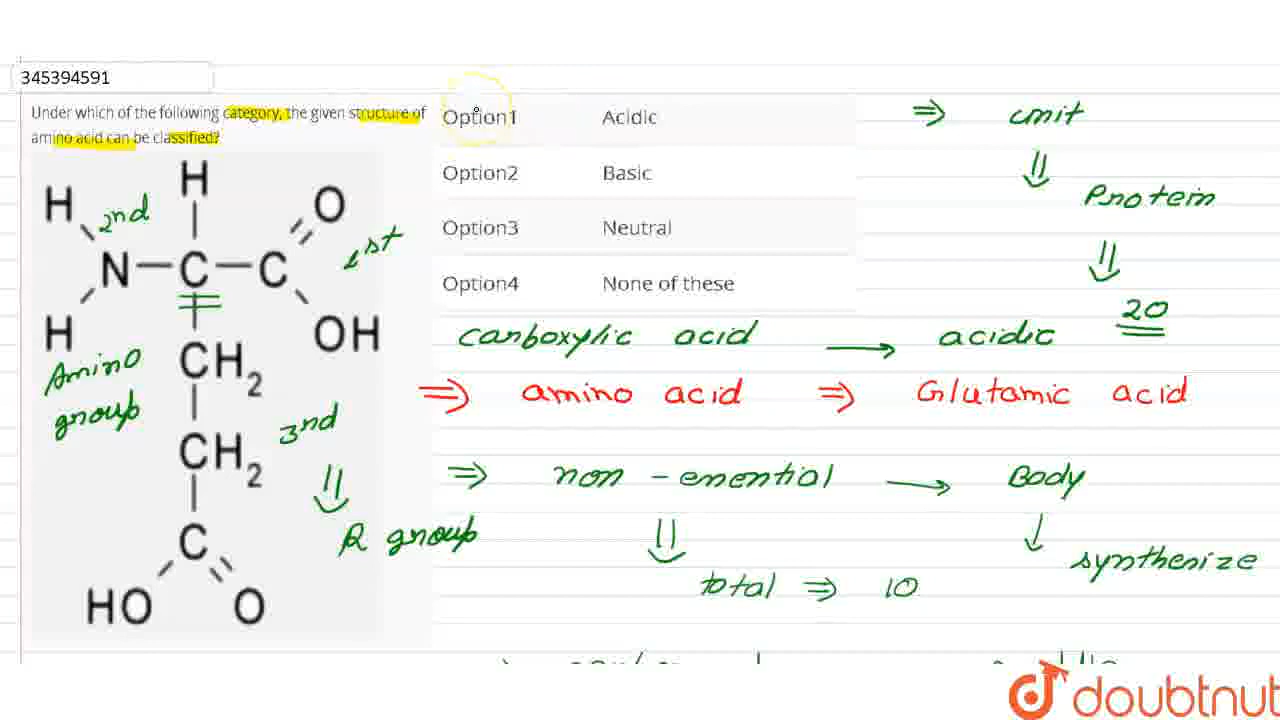 345394591
Under which of the following category, the given structure of
amino acid can be classified?
Option1 Acidic
Option2 Basic
Option3 Neutral
Option4 None of these
H
H 2nd O
N C C 1st
H OH
Amino
group
CH2
CH2 3nd
R group
C
HO O
⇒ unit
Protein
20
carboxylic acid → acidic
⇒ amino acid ⇒ Glutamic acid
⇒ non - essential → Body
synthesize
total ⇒ 10
doubtnut